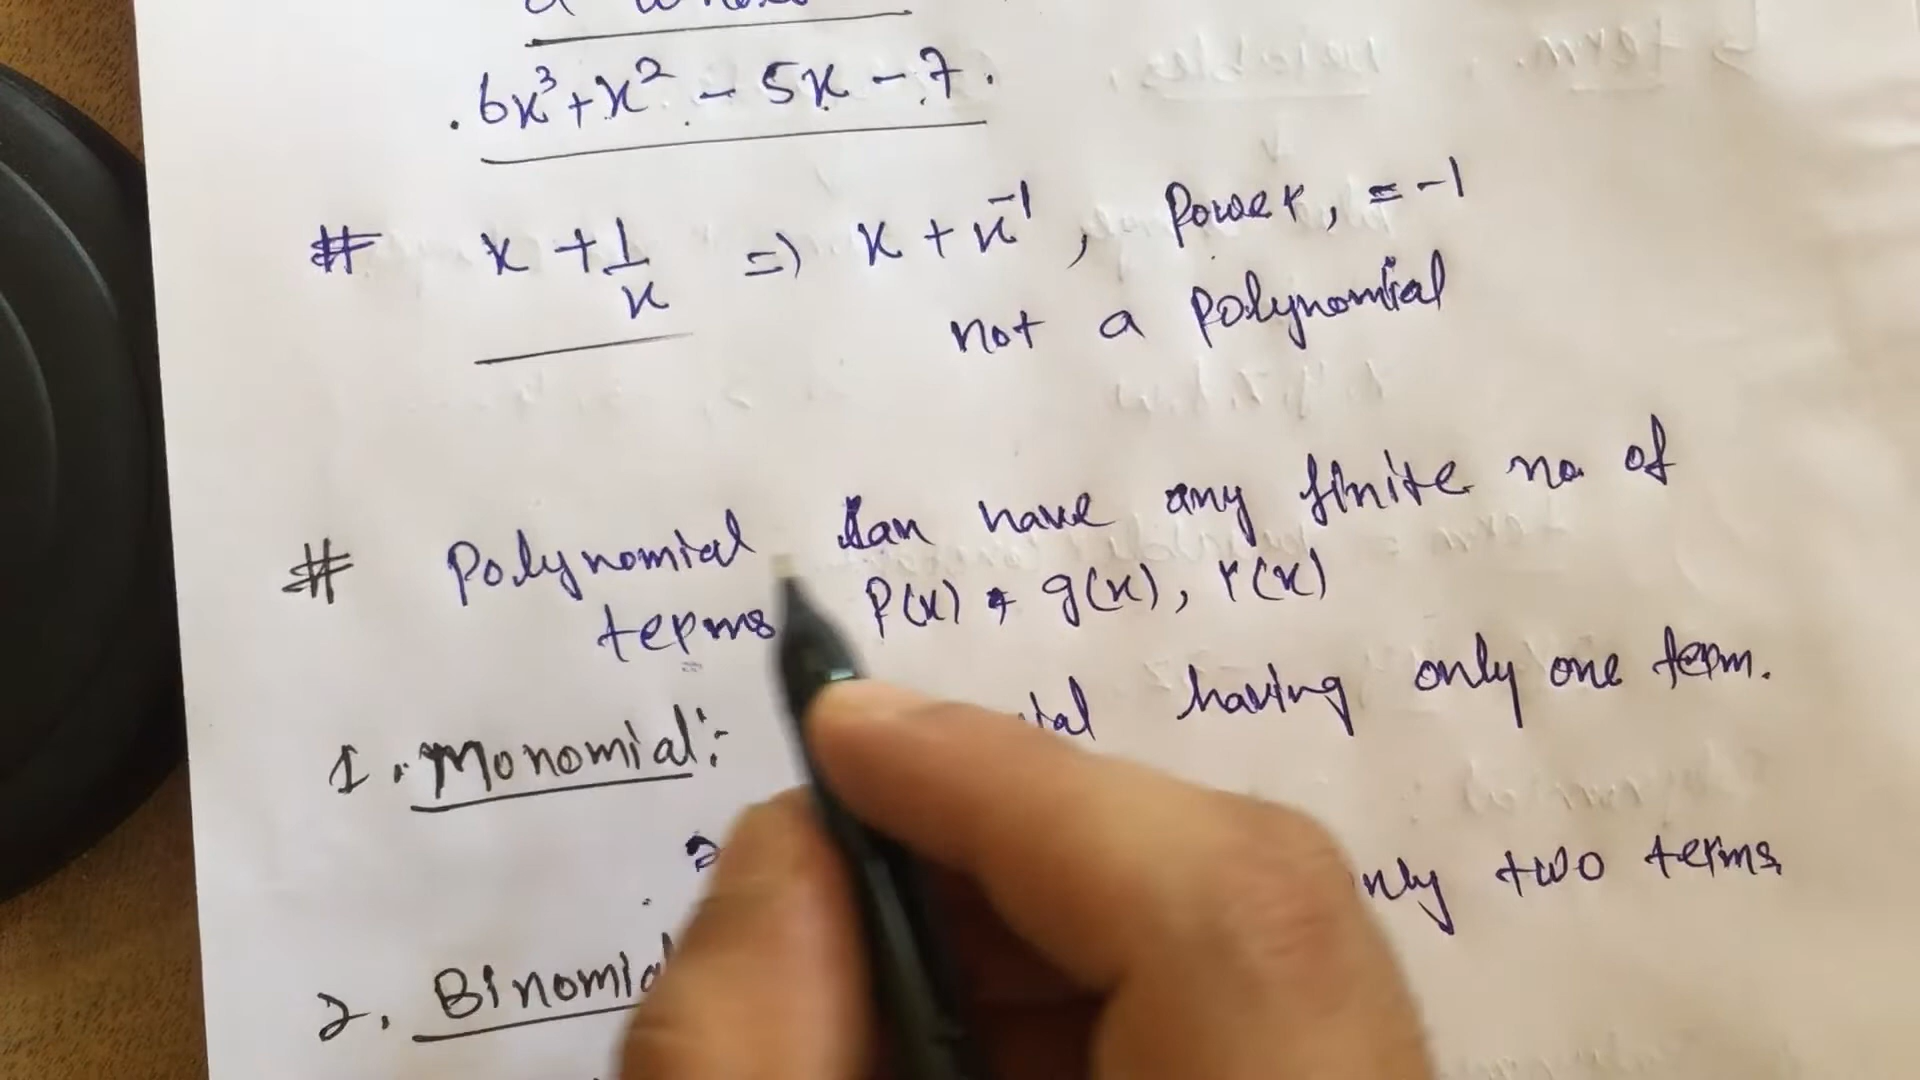 6x³+x² - 5x - 7.
# x + 1/x => x + x⁻¹, Power, = -1
not a polynomial
# Polynomial can have any finite no. of
terms P(x), g(x), r(x)
1. Monomial: having only one term.
only two terms
2. Binomial